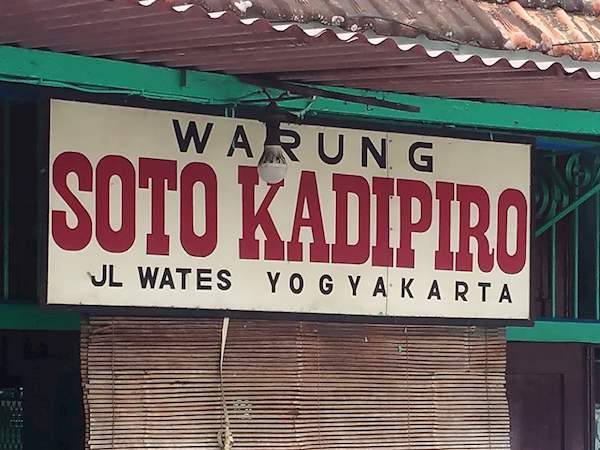 WARUNG
SOTO KADIPIRO
JL WATES YOGYAKARTA